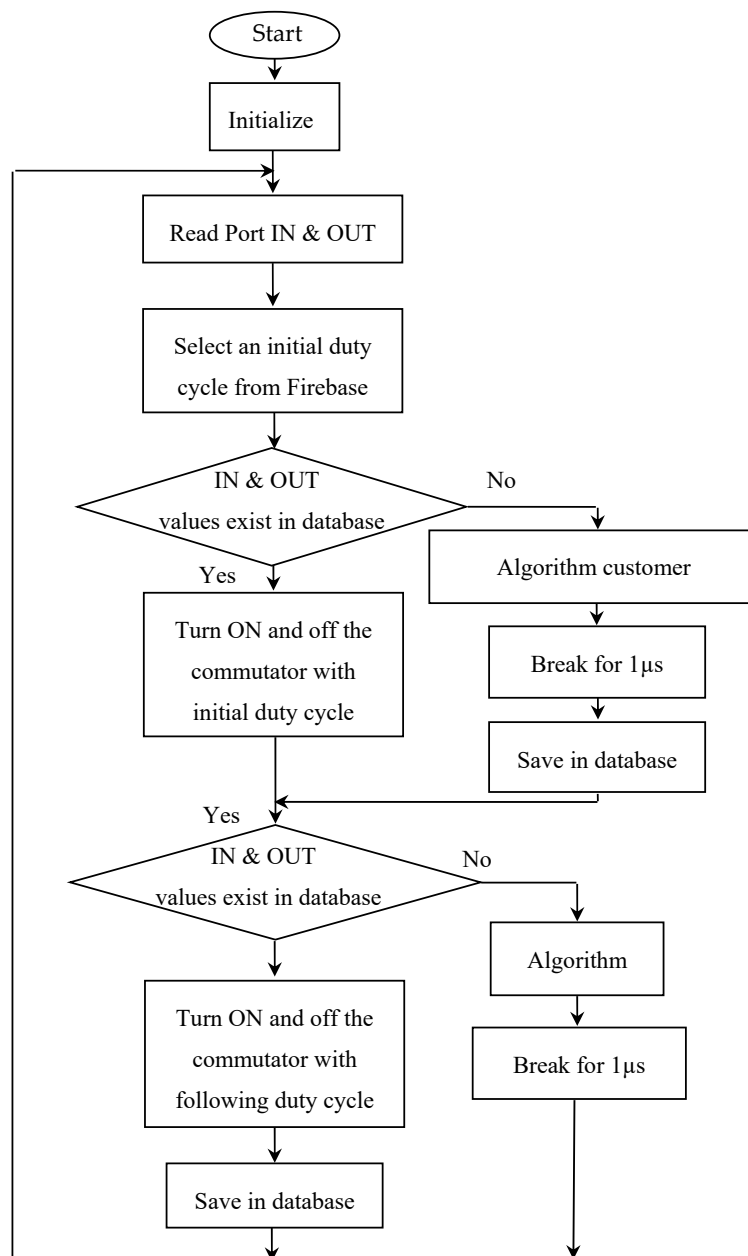 Start
Initialize
Read Port IN & OUT
Select an initial duty
cycle from Firebase
IN & OUT
values exist in database
No
Yes
Algorithm customer
Turn ON and off the
commutator with
initial duty cycle
Break for 1µs
Save in database
Yes
IN & OUT
values exist in database
No
Algorithm
Turn ON and off the
commutator with
following duty cycle
Break for 1µs
Save in database